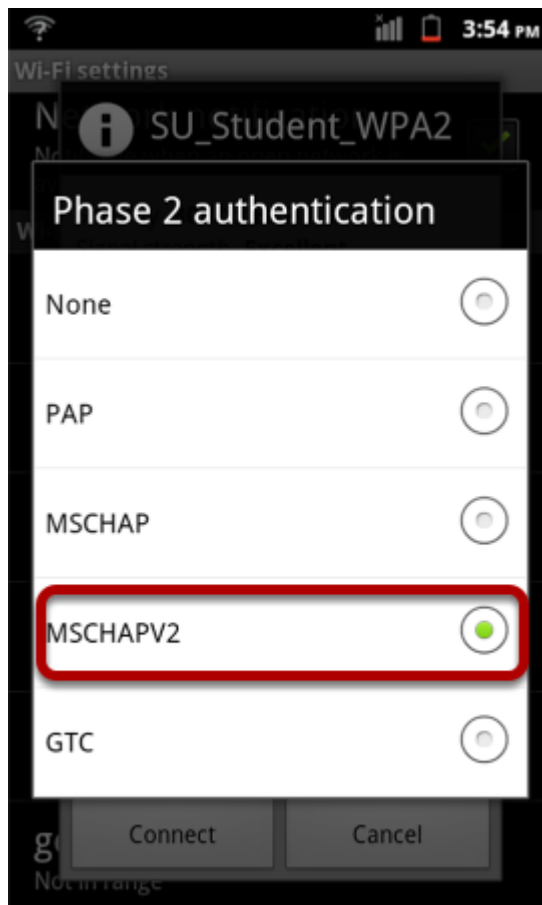 3:54 PM
Wi-Fi settings
SU_Student_WPA2
Phase 2 authentication
None
PAP
MSCHAP
MSCHAPV2
GTC
Connect
Cancel
Not in range